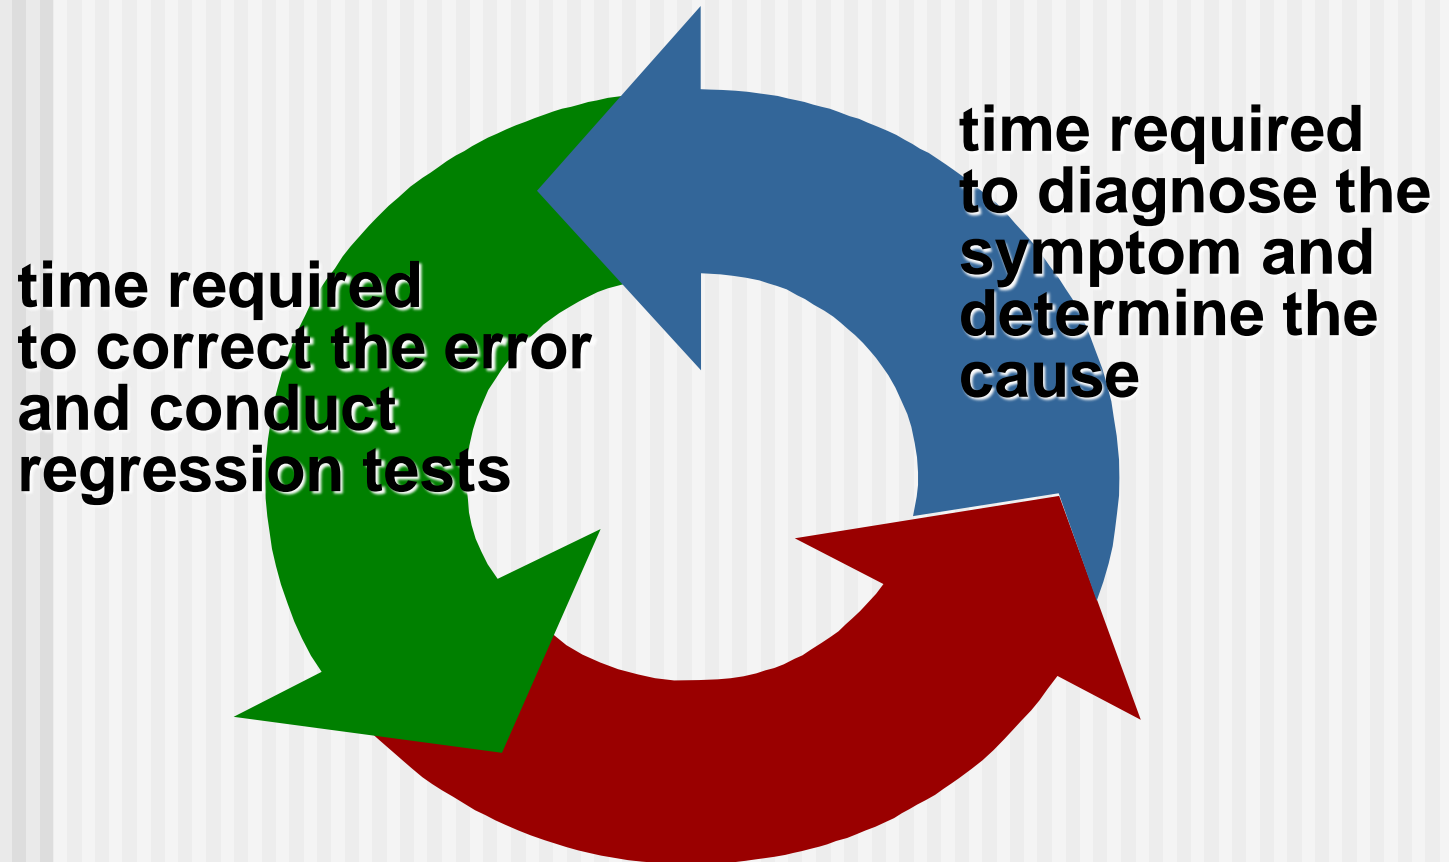 time required
to diagnose the
symptom and
determine the
cause
time required
to correct the error
and conduct
regression tests